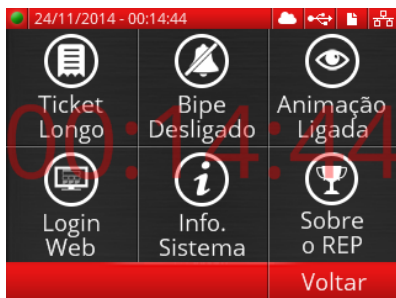 24/11/2014 - 00:14:44
Ticket
Longo
Bipe
Desligado
Animação
Ligada
00:14:44
Login
Web
Info.
Sistema
Sobre
o REP
Voltar